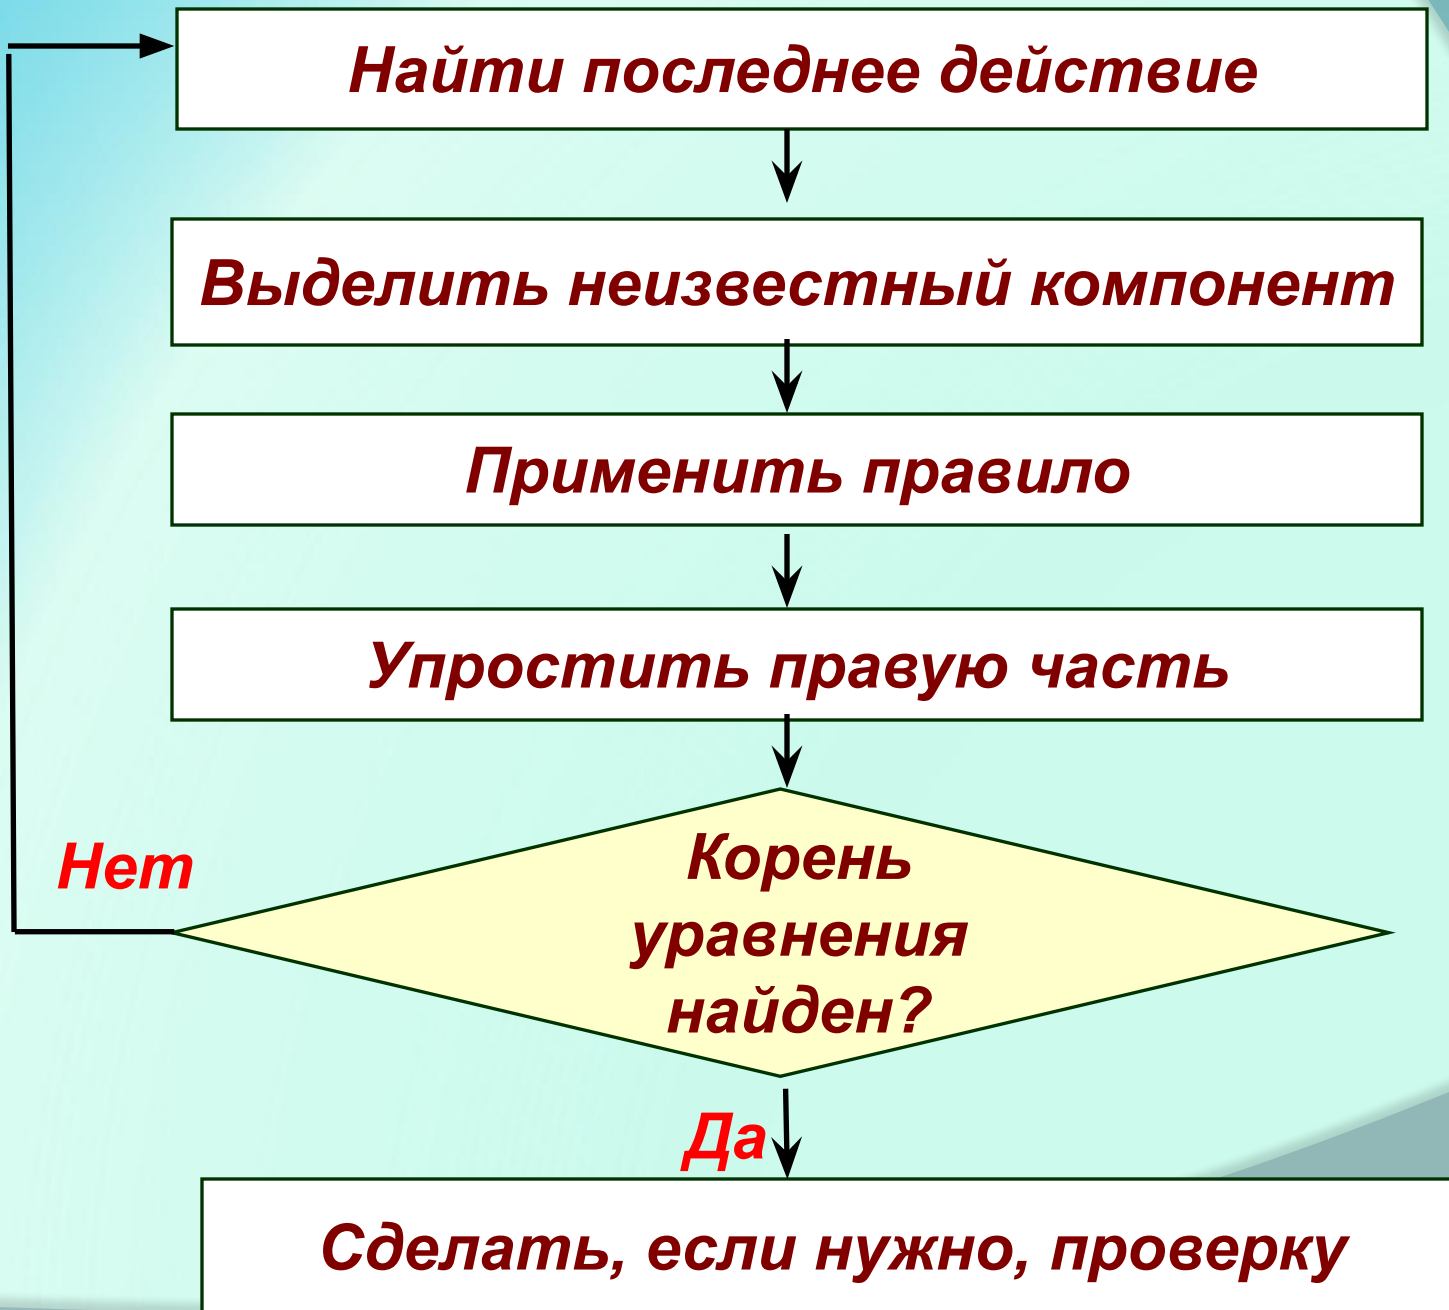 Найти последнее действие
Выделить неизвестный компонент
Применить правило
Упростить правую часть
Нет
Корень
уравнения
найден?
Да
Сделать, если нужно, проверку